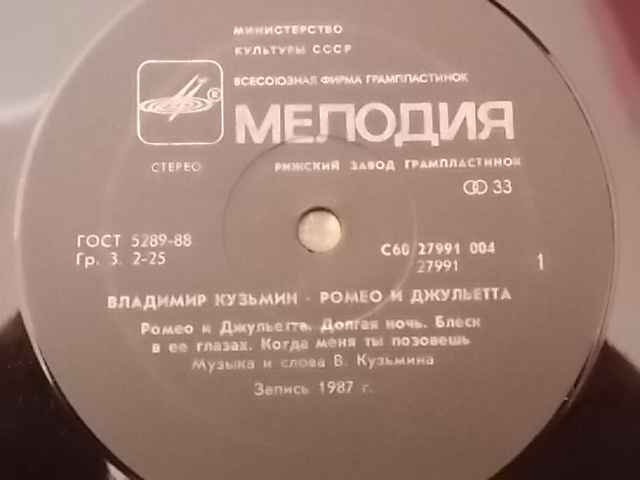 МИНИСТЕРСТВО
КУЛЬТУРЫ СССР
ВСЕСОЮЗНАЯ ФИРМА ГРАМПЛАСТИНОК
®
МЕЛОДИЯ
СТЕРЕО
РИЖСКИЙ ЗАВОД ГРАМПЛАСТИНОК
33
ГОСТ 5289-88
Гр. 3. 2-25
С60 27991 004
27991
1
ВЛАДИМИР КУЗЬМИН · РОМЕО И ДЖУЛЬЕТТА
Ромео и Джульетта. Долгая ночь. Блеск
в ее глазах. Когда меня ты позовешь
Музыка и слова В. Кузьмина
Запись 1987 г.